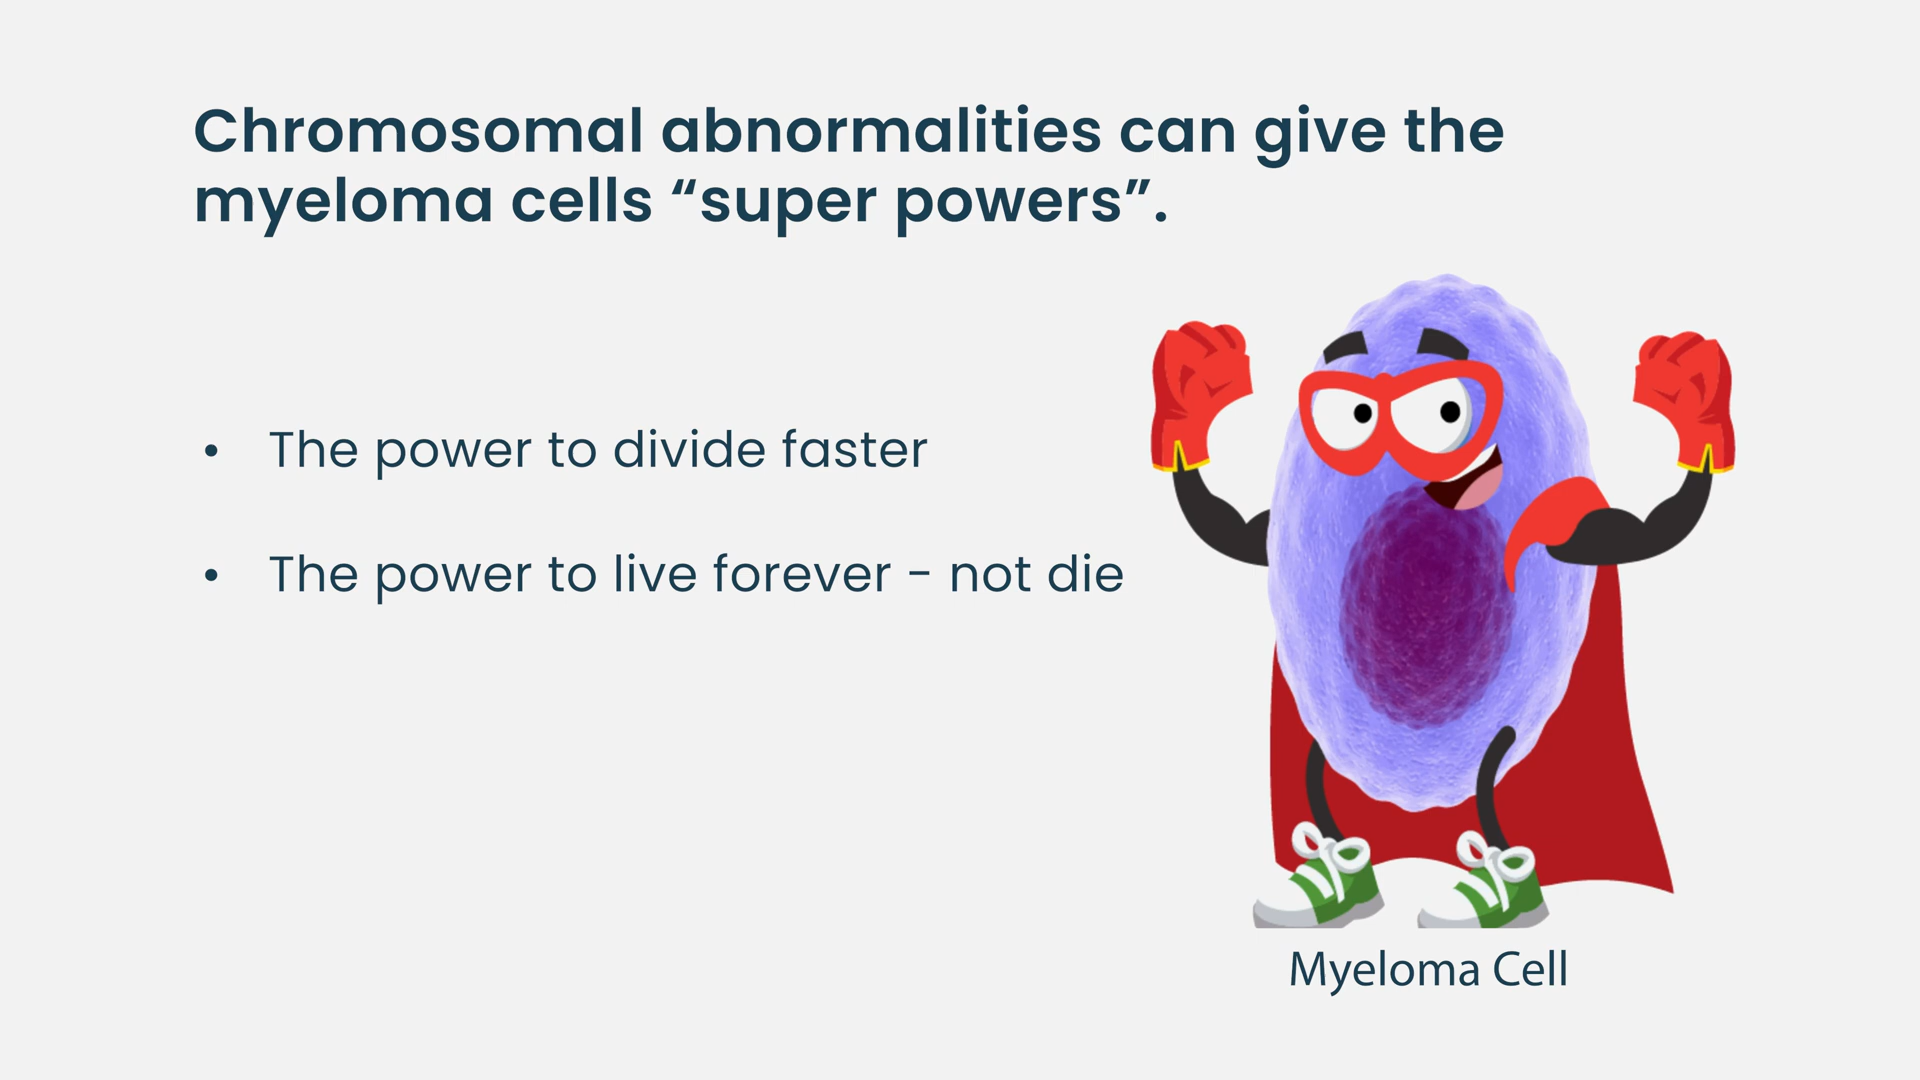 Chromosomal abnormalities can give the
myeloma cells “super powers”.
• The power to divide faster
• The power to live forever - not die
Myeloma Cell